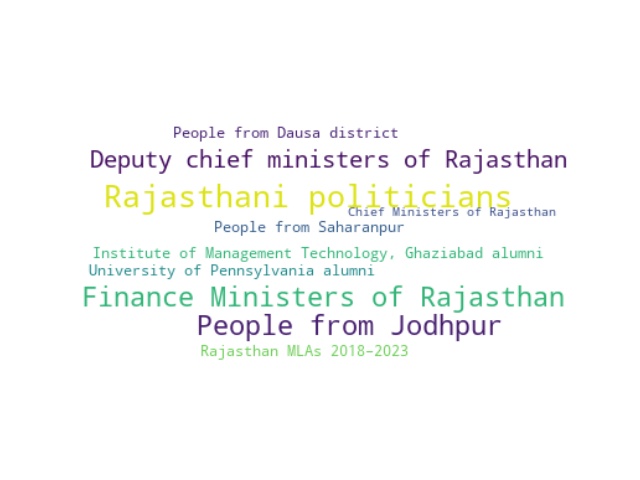 People from Dausa district
Deputy chief ministers of Rajasthan
Rajasthani politicians
Chief Ministers of Rajasthan
People from Saharanpur
Institute of Management Technology, Ghaziabad alumni
University of Pennsylvania alumni
Finance Ministers of Rajasthan
People from Jodhpur
Rajasthan MLAs 2018–2023